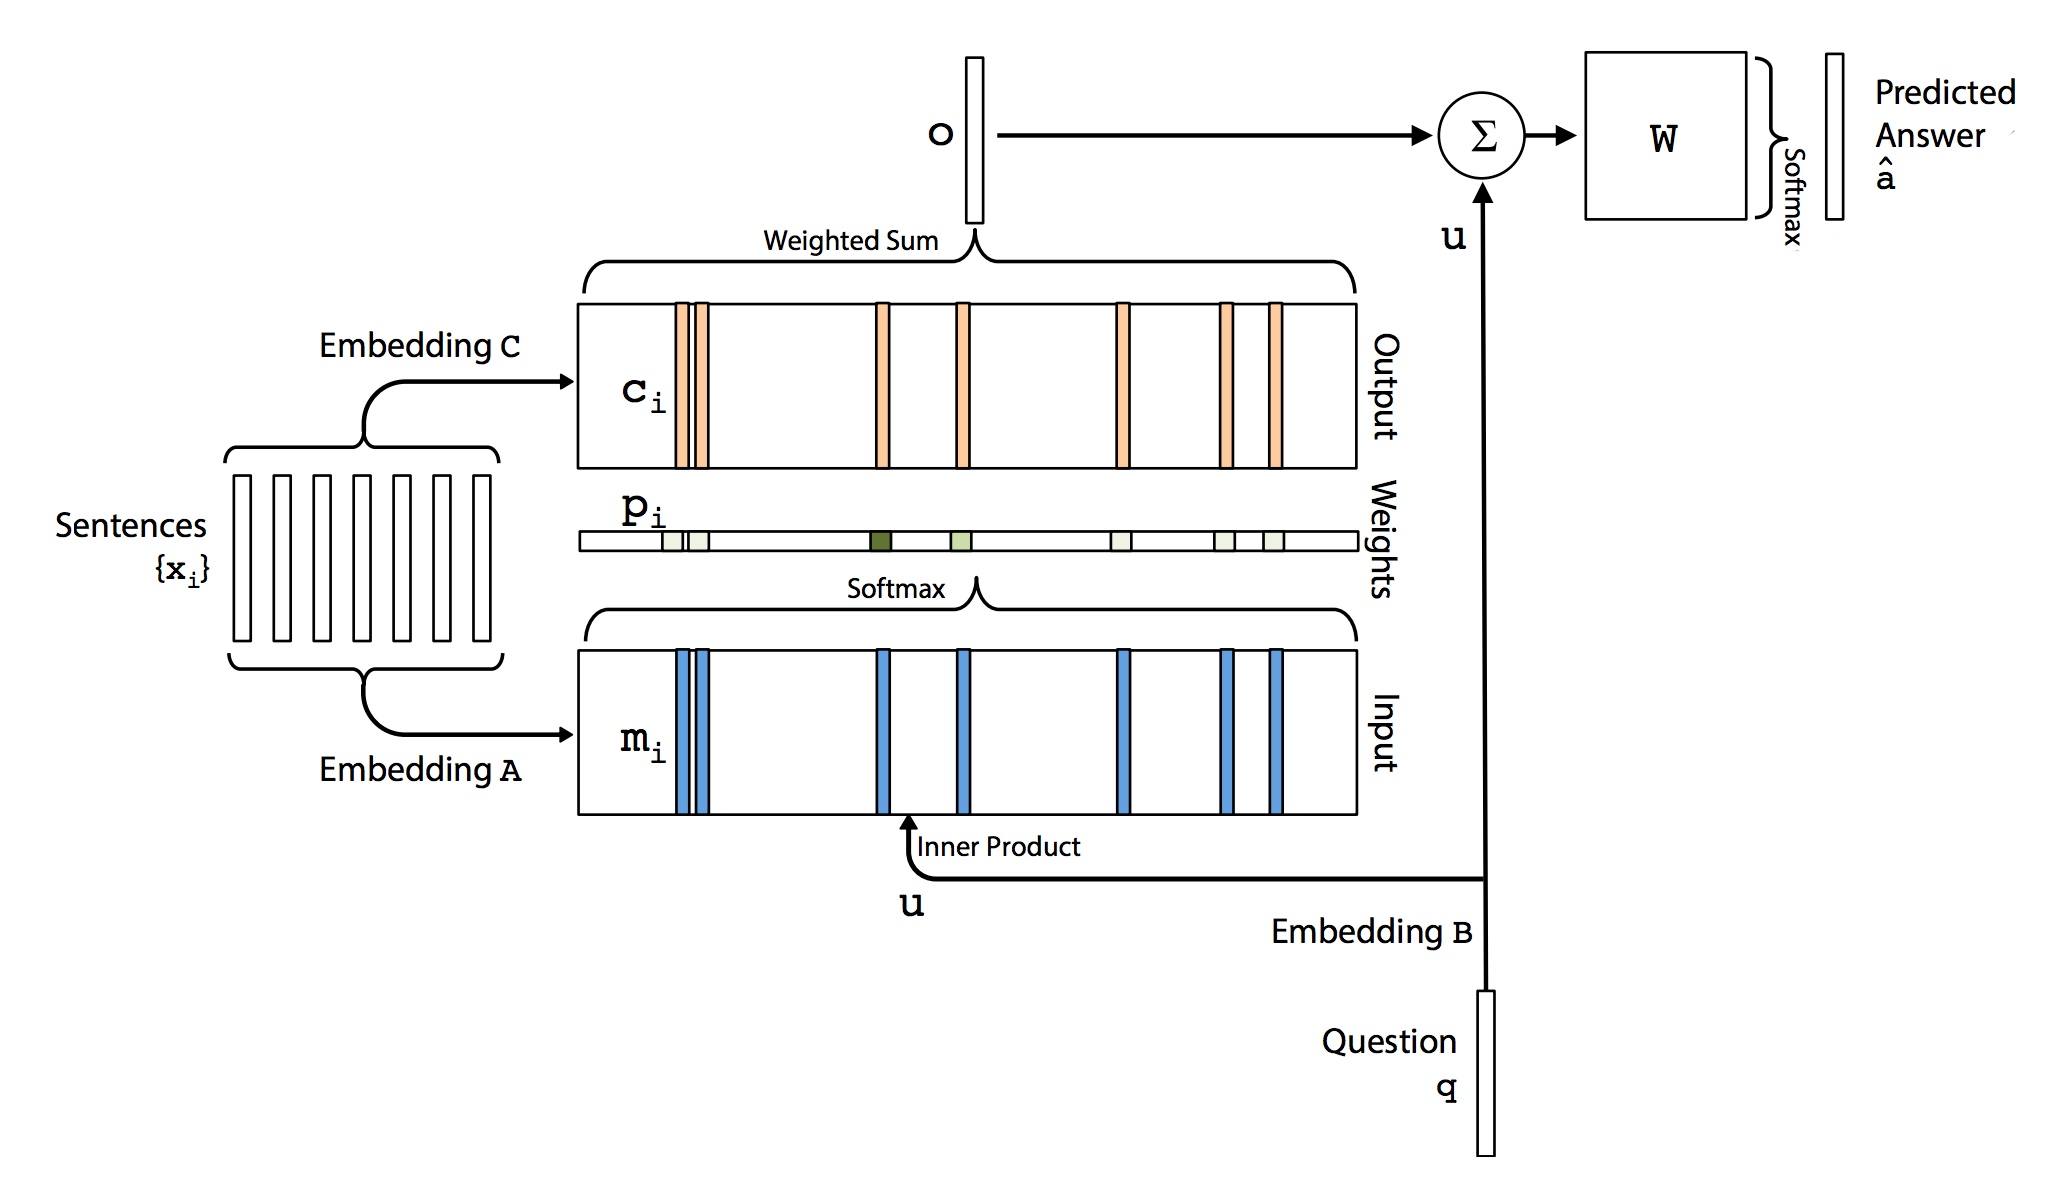 o
Σ
W
Softmax
Predicted
Answer
â
Weighted Sum
u
Embedding C
c_i
Output
Sentences
{x_i}
p_i
Weights
Softmax
m_i
Input
Embedding A
Inner Product
u
Embedding B
Question
q